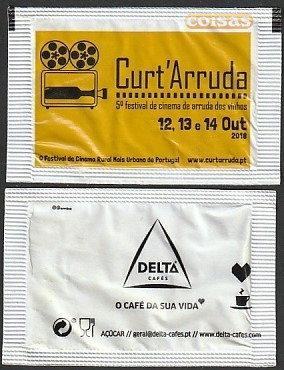 coisas
Curt'Arruda
5º festival de cinema de arruda dos vinhos
12, 13 e 14 Out
2018
O Festival de Cinema Rural Mais Urbano de Portugal www.curtarruda.pt
DELTA
CAFÉS
O CAFÉ DA SUA VIDA
AÇÚCAR // geral@delta-cafes.pt // www.delta-cafes.com